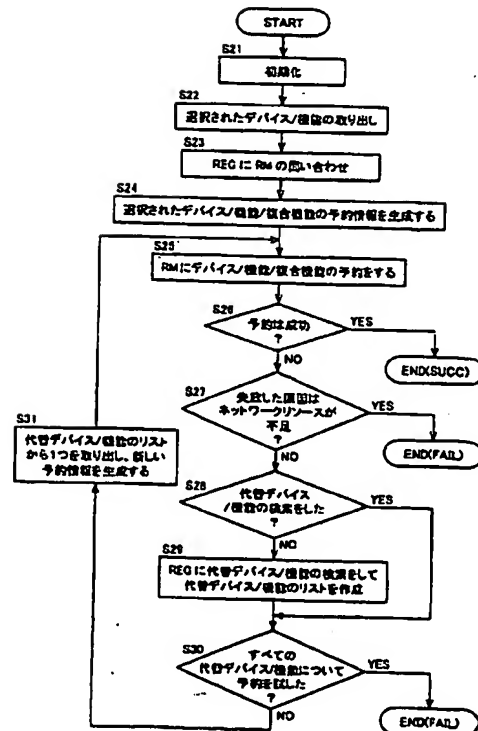 START
S21
初期化
S22
選択されたデバイス/機能の取り出し
S23
REGにRMの問い合わせ
S24
選択されたデバイス/機能/複合機能の予約情報を生成する
S25
RMにデバイス/機能/複合機能の予約をする
S26
予約は成功
?
YES
END(SUCC)
NO
S27
失敗した原因は
ネットワークリソースが
不足
?
YES
END(FAIL)
NO
S28
代替デバイス
/機能の検索をした
?
YES
NO
S29
REGに代替デバイス/機能の検索をして
代替デバイス/機能のリストを作成
S30
すべての
代替デバイス/機能について
予約を試した
?
YES
END(FAIL)
NO
S31
代替デバイス/機能のリスト
から1つを取り出し、新しい
予約情報を生成する